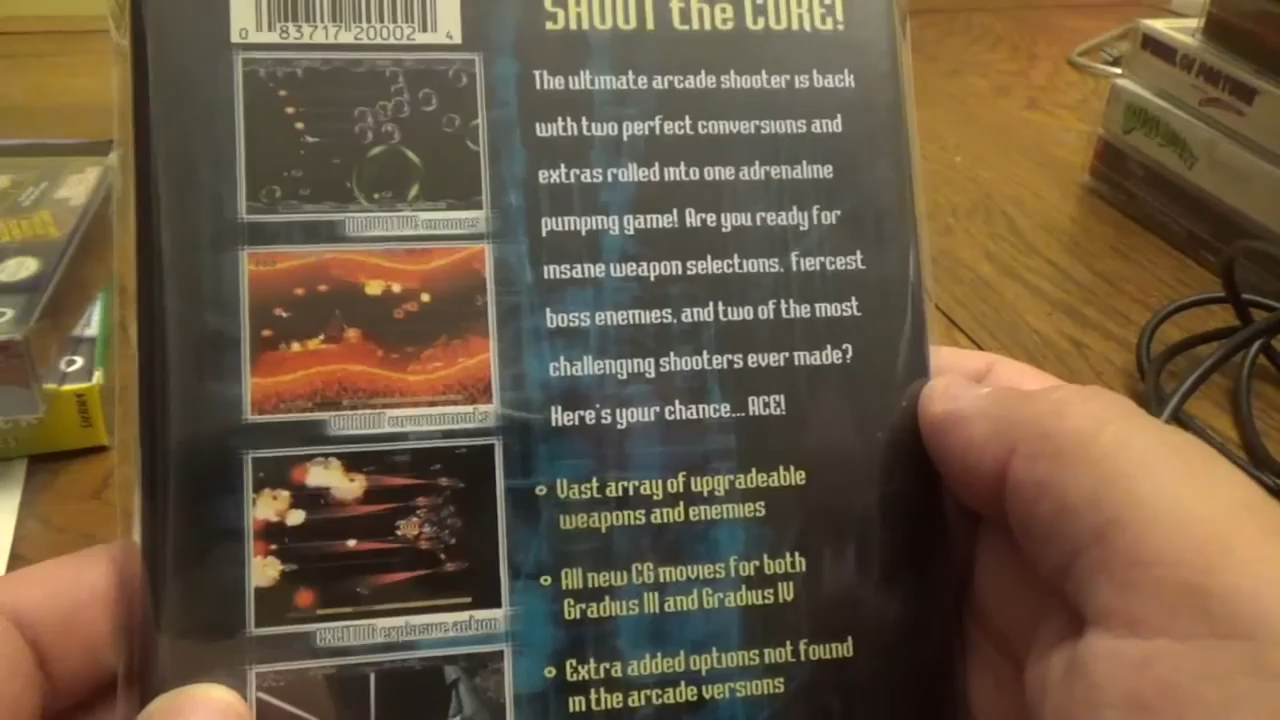 SHOOT the CORE!
0 83717 20002 4
The ultimate arcade shooter is back
with two perfect conversions and
extras rolled into one adrenaline
pumping game! Are you ready for
insane weapon selections, fiercest
boss enemies, and two of the most
challenging shooters ever made?
Here's your chance... ACE!
Vast array of upgradeable
weapons and enemies
All new CG movies for both
Gradius III and Gradius IV
Extra added options not found
in the arcade versions
INNOVATIVE enemies
VARIANT environments
EXCITING explosive action